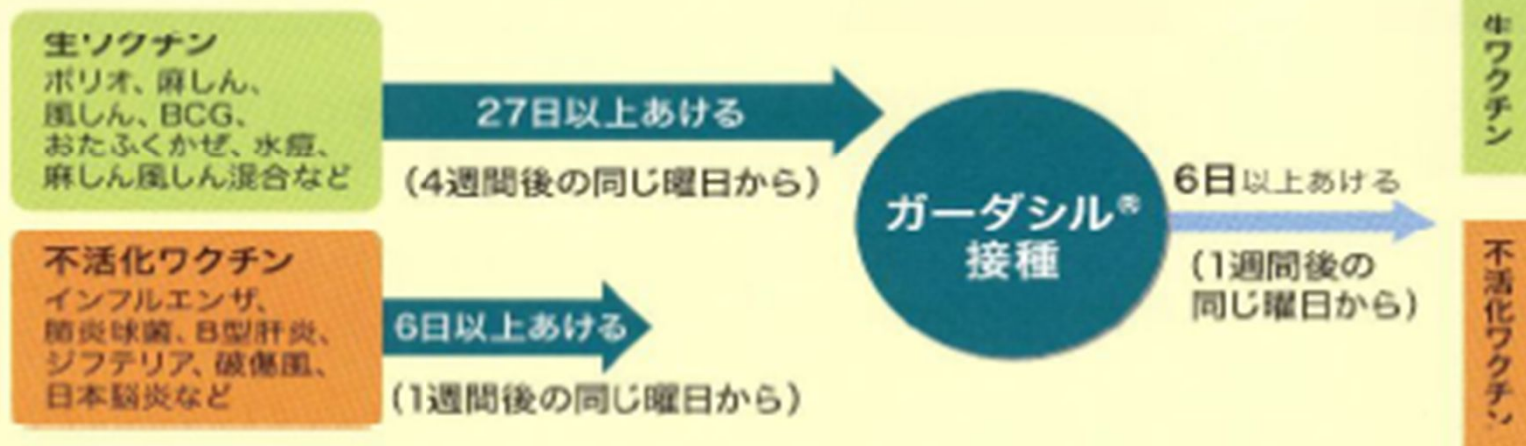 生ワクチン
ポリオ、麻しん、
風しん、BCG、
おたふくかぜ、水痘、
麻しん風しん混合など
27日以上あける
(4週間後の同じ曜日から)
不活化ワクチン
インフルエンザ、
肺炎球菌、B型肝炎、
ジフテリア、破傷風、
日本脳炎など
6日以上あける
(1週間後の同じ曜日から)
ガーダシル®
接種
6日以上あける
(1週間後の
同じ曜日から)
生ワクチン
不活化ワクチン